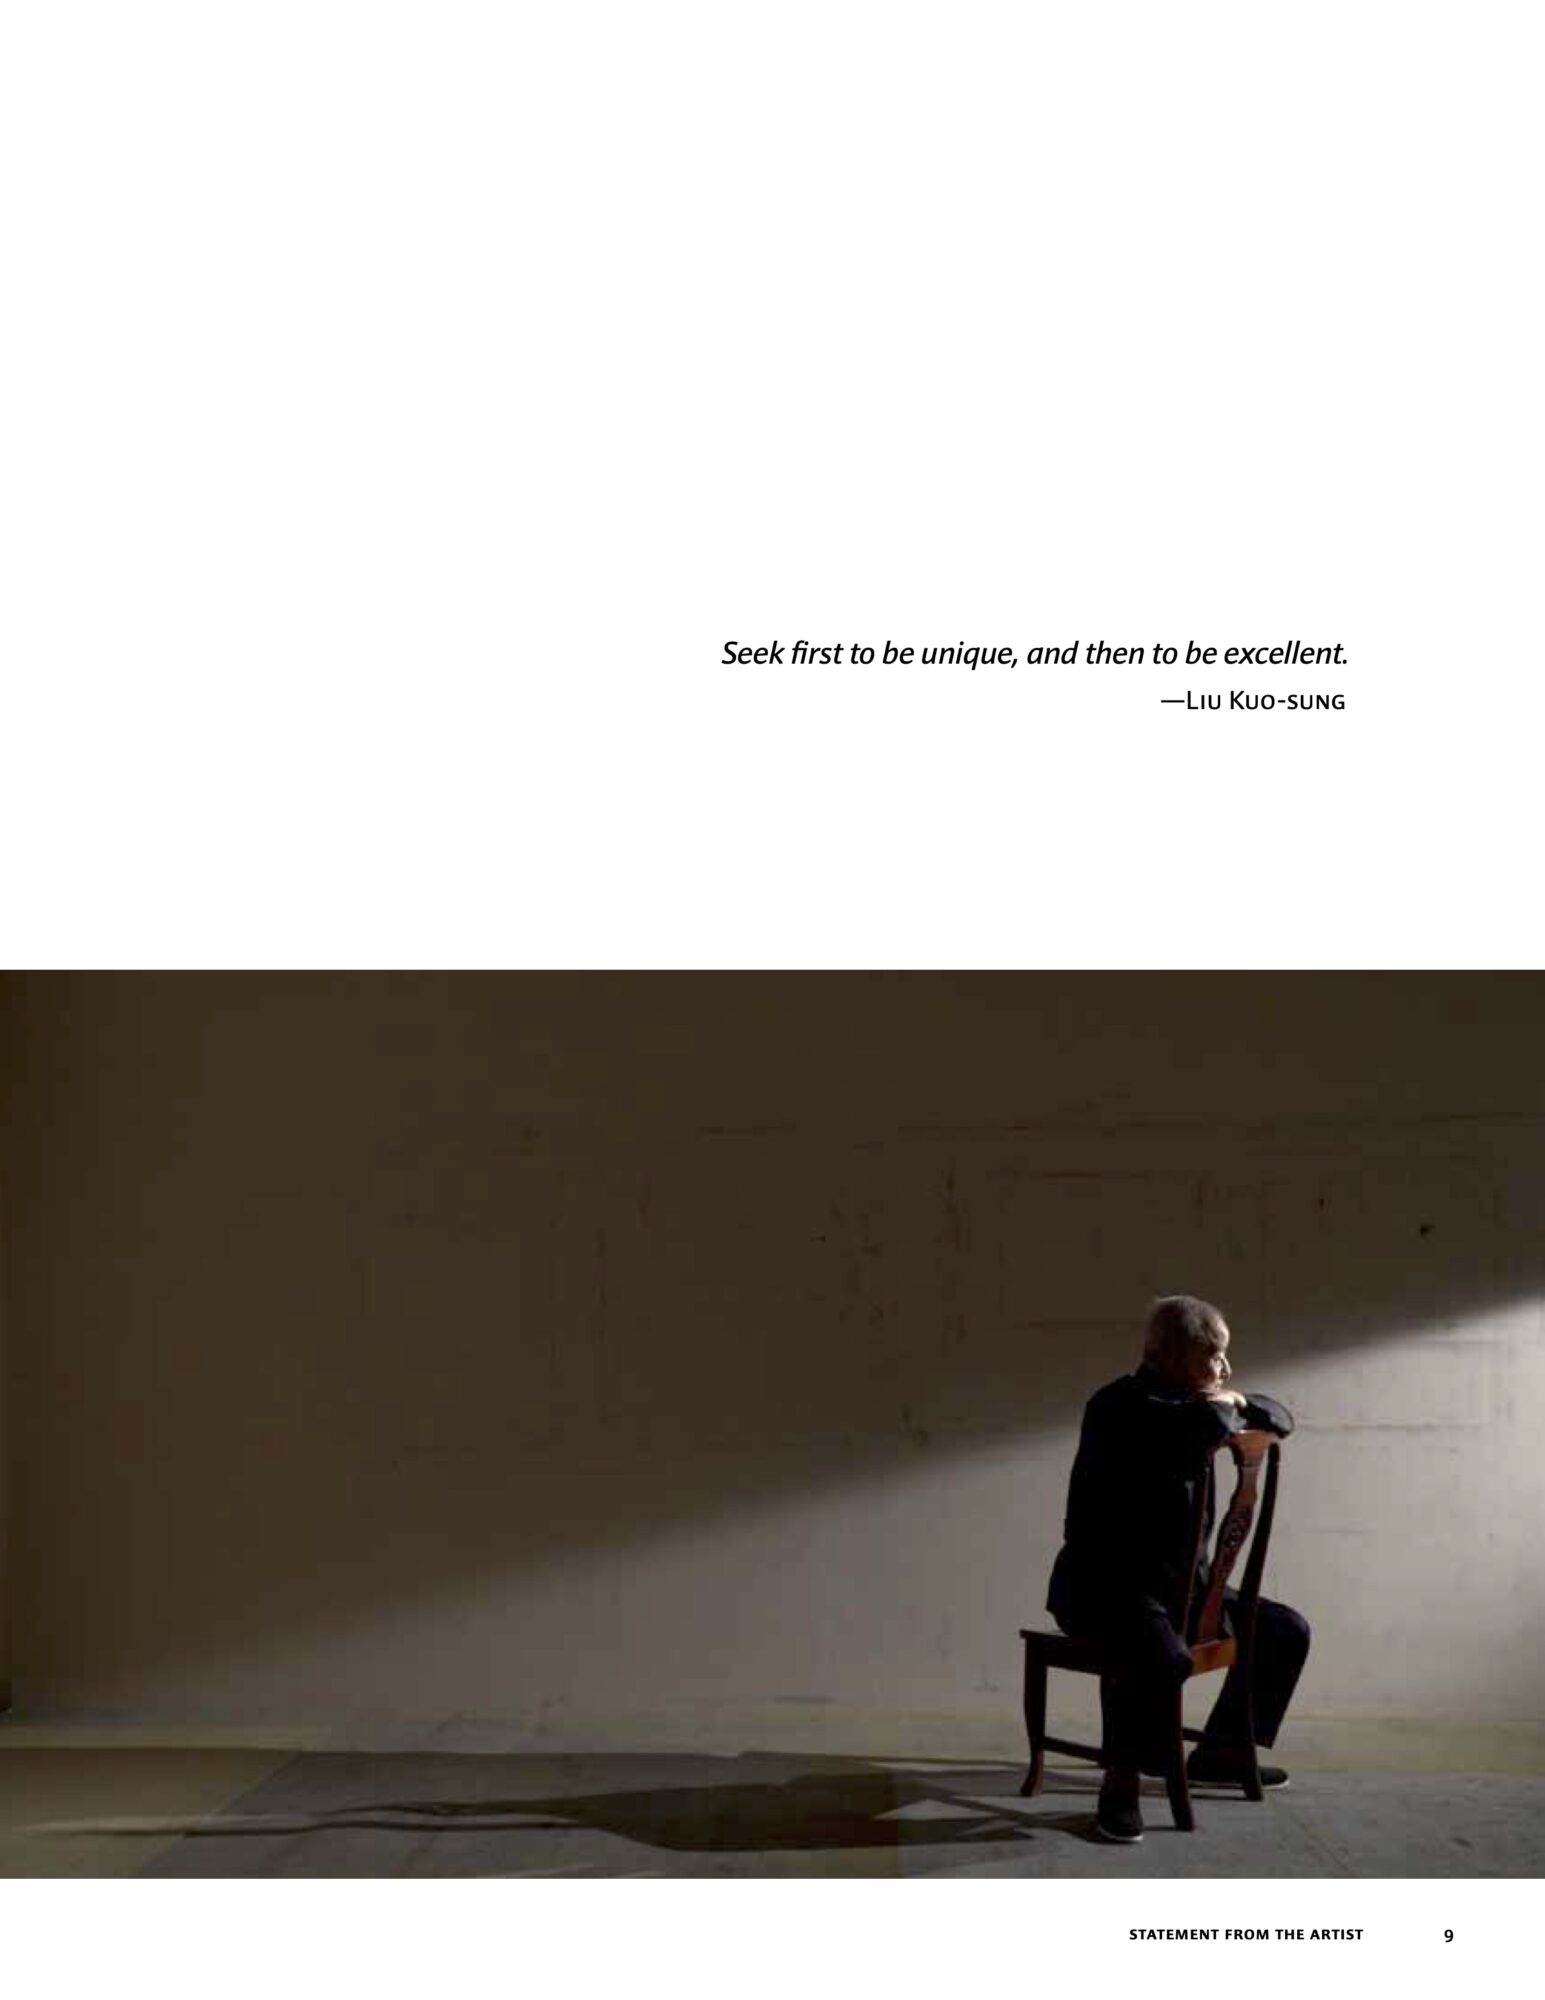 Seek first to be unique, and then to be excellent.
—Liu Kuo-sung
STATEMENT FROM THE ARTIST 9